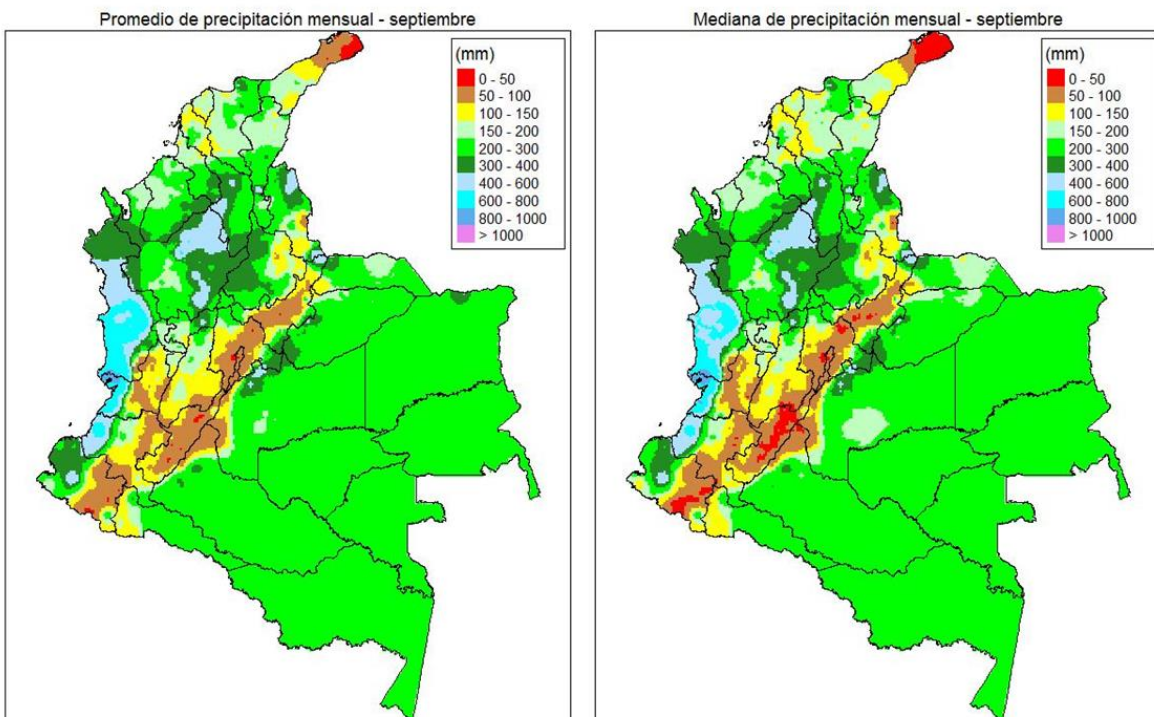 Promedio de precipitación mensual - septiembre
(mm)
0 - 50
50 - 100
100 - 150
150 - 200
200 - 300
300 - 400
400 - 600
600 - 800
800 - 1000
> 1000
Mediana de precipitación mensual - septiembre
(mm)
0 - 50
50 - 100
100 - 150
150 - 200
200 - 300
300 - 400
400 - 600
600 - 800
800 - 1000
> 1000